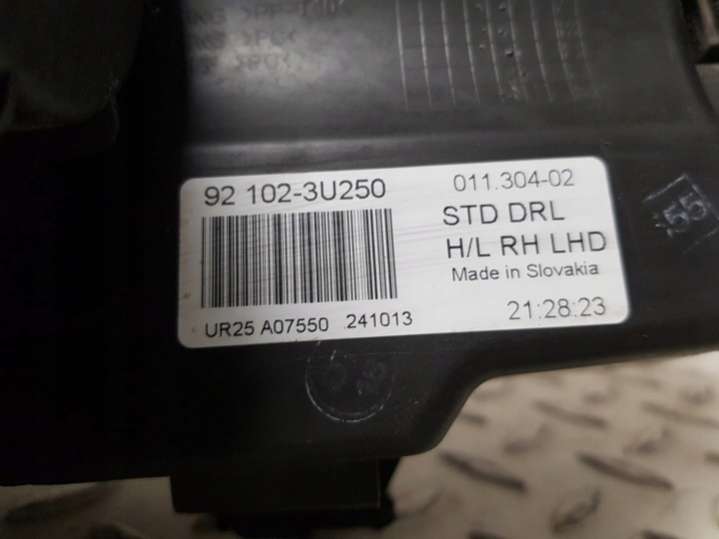 92 102-3U250
011.304-02
STD DRL
H/L RH LHD
Made in Slovakia
UR25 A07550 241013
21:28:23
55